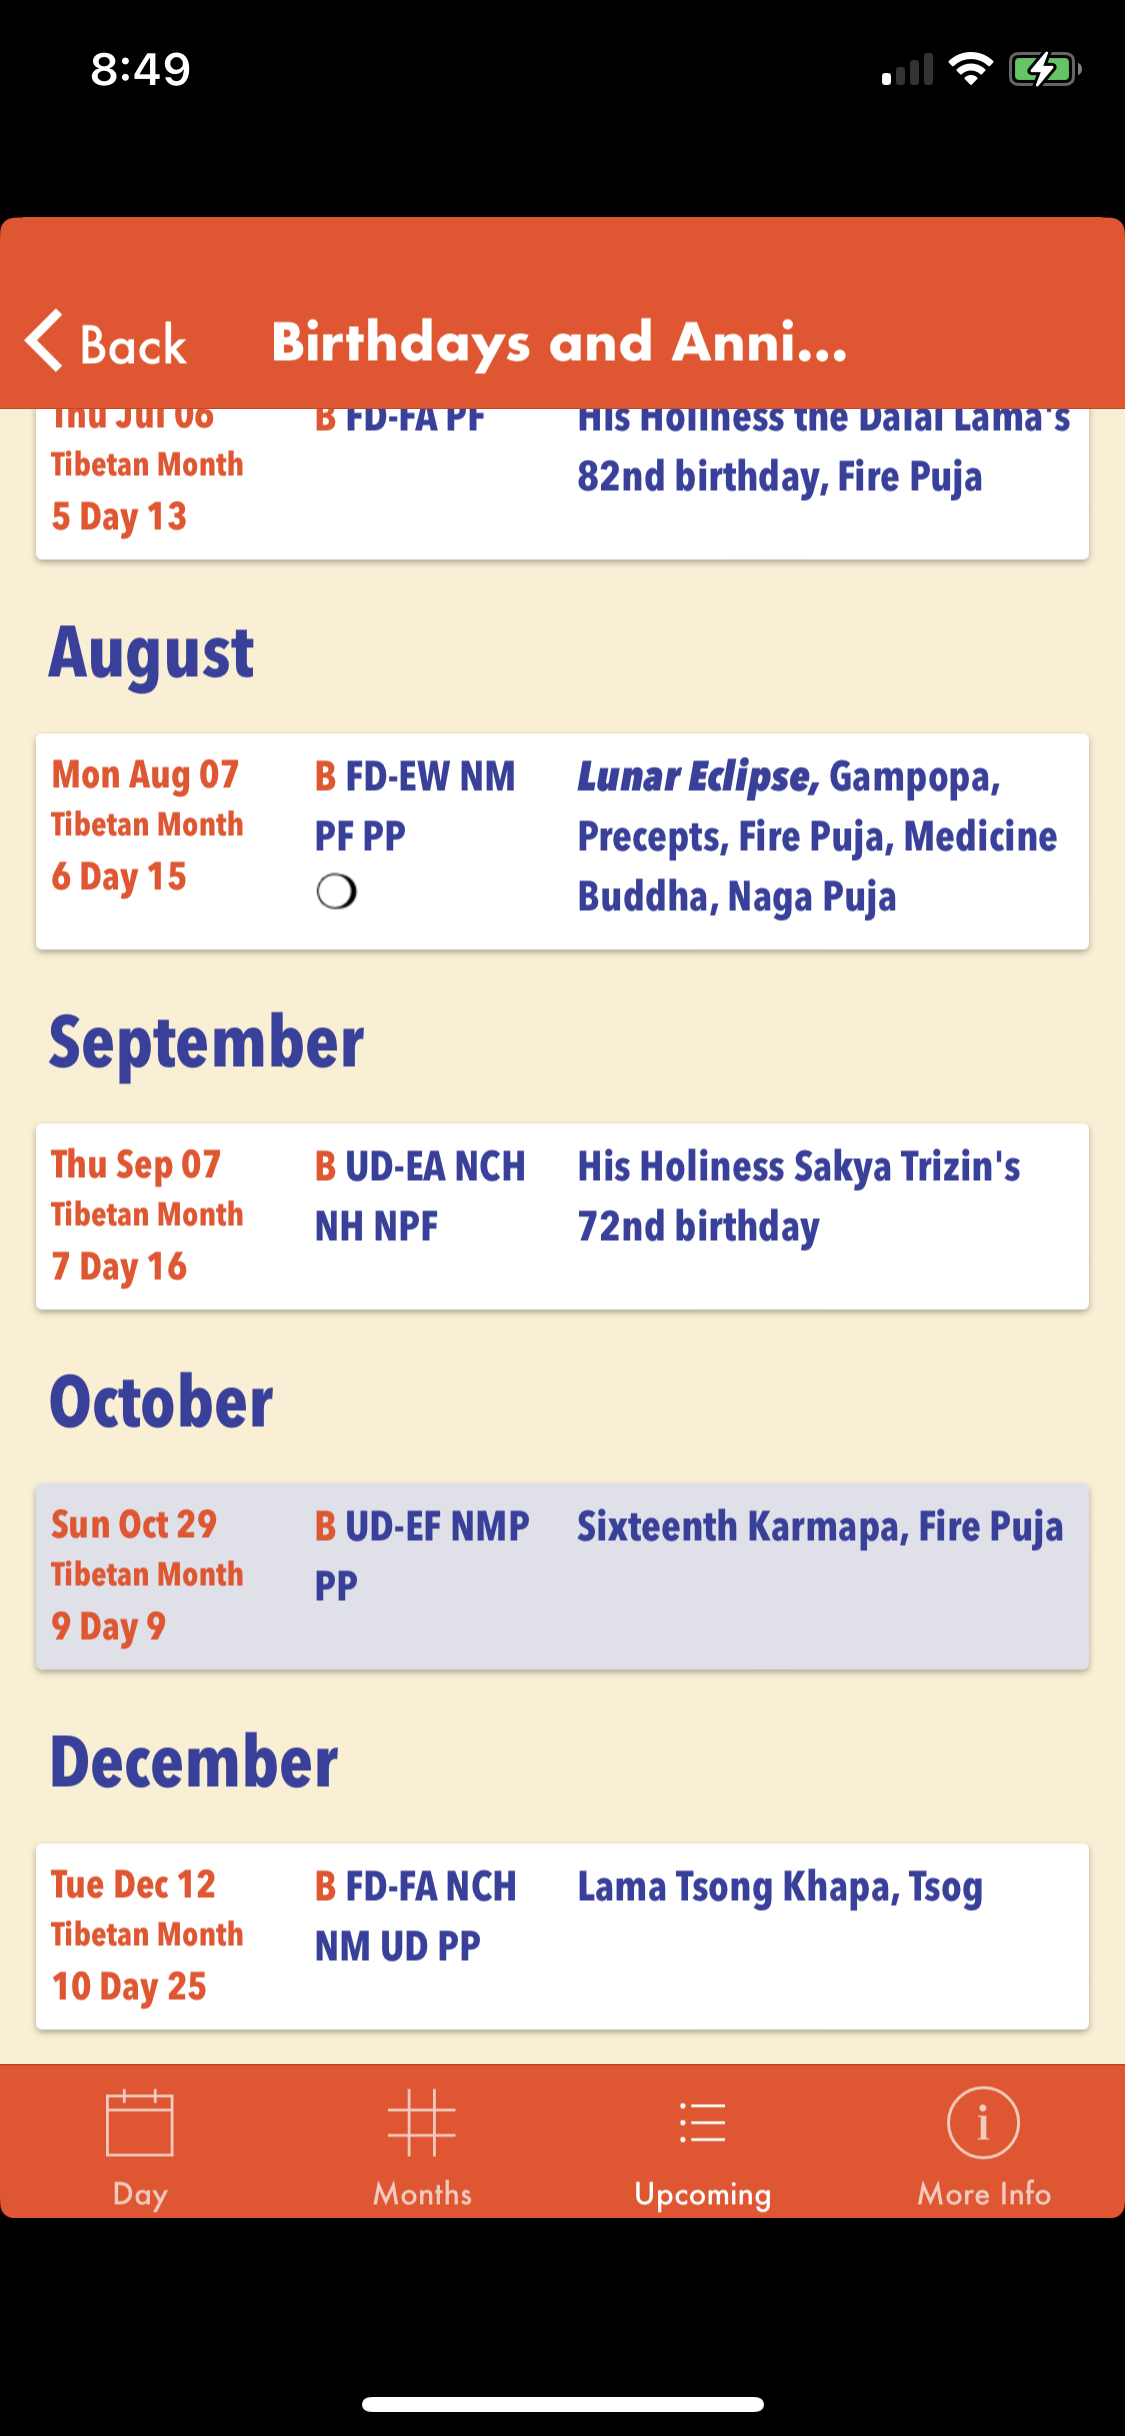 8:49
Back
Birthdays and Anni...
Thu Jul 06
Tibetan Month
5 Day 13
B FD-FA PF
His Holiness the Dalai Lama's
82nd birthday, Fire Puja
August
Mon Aug 07
Tibetan Month
6 Day 15
B FD-EW NM
PF PP
Lunar Eclipse, Gampopa,
Precepts, Fire Puja, Medicine
Buddha, Naga Puja
September
Thu Sep 07
Tibetan Month
7 Day 16
B UD-EA NCH
NH NPF
His Holiness Sakya Trizin's
72nd birthday
October
Sun Oct 29
Tibetan Month
9 Day 9
B UD-EF NMP
PP
Sixteenth Karmapa, Fire Puja
December
Tue Dec 12
Tibetan Month
10 Day 25
B FD-FA NCH
NM UD PP
Lama Tsong Khapa, Tsog
Day
Months
Upcoming
More Info